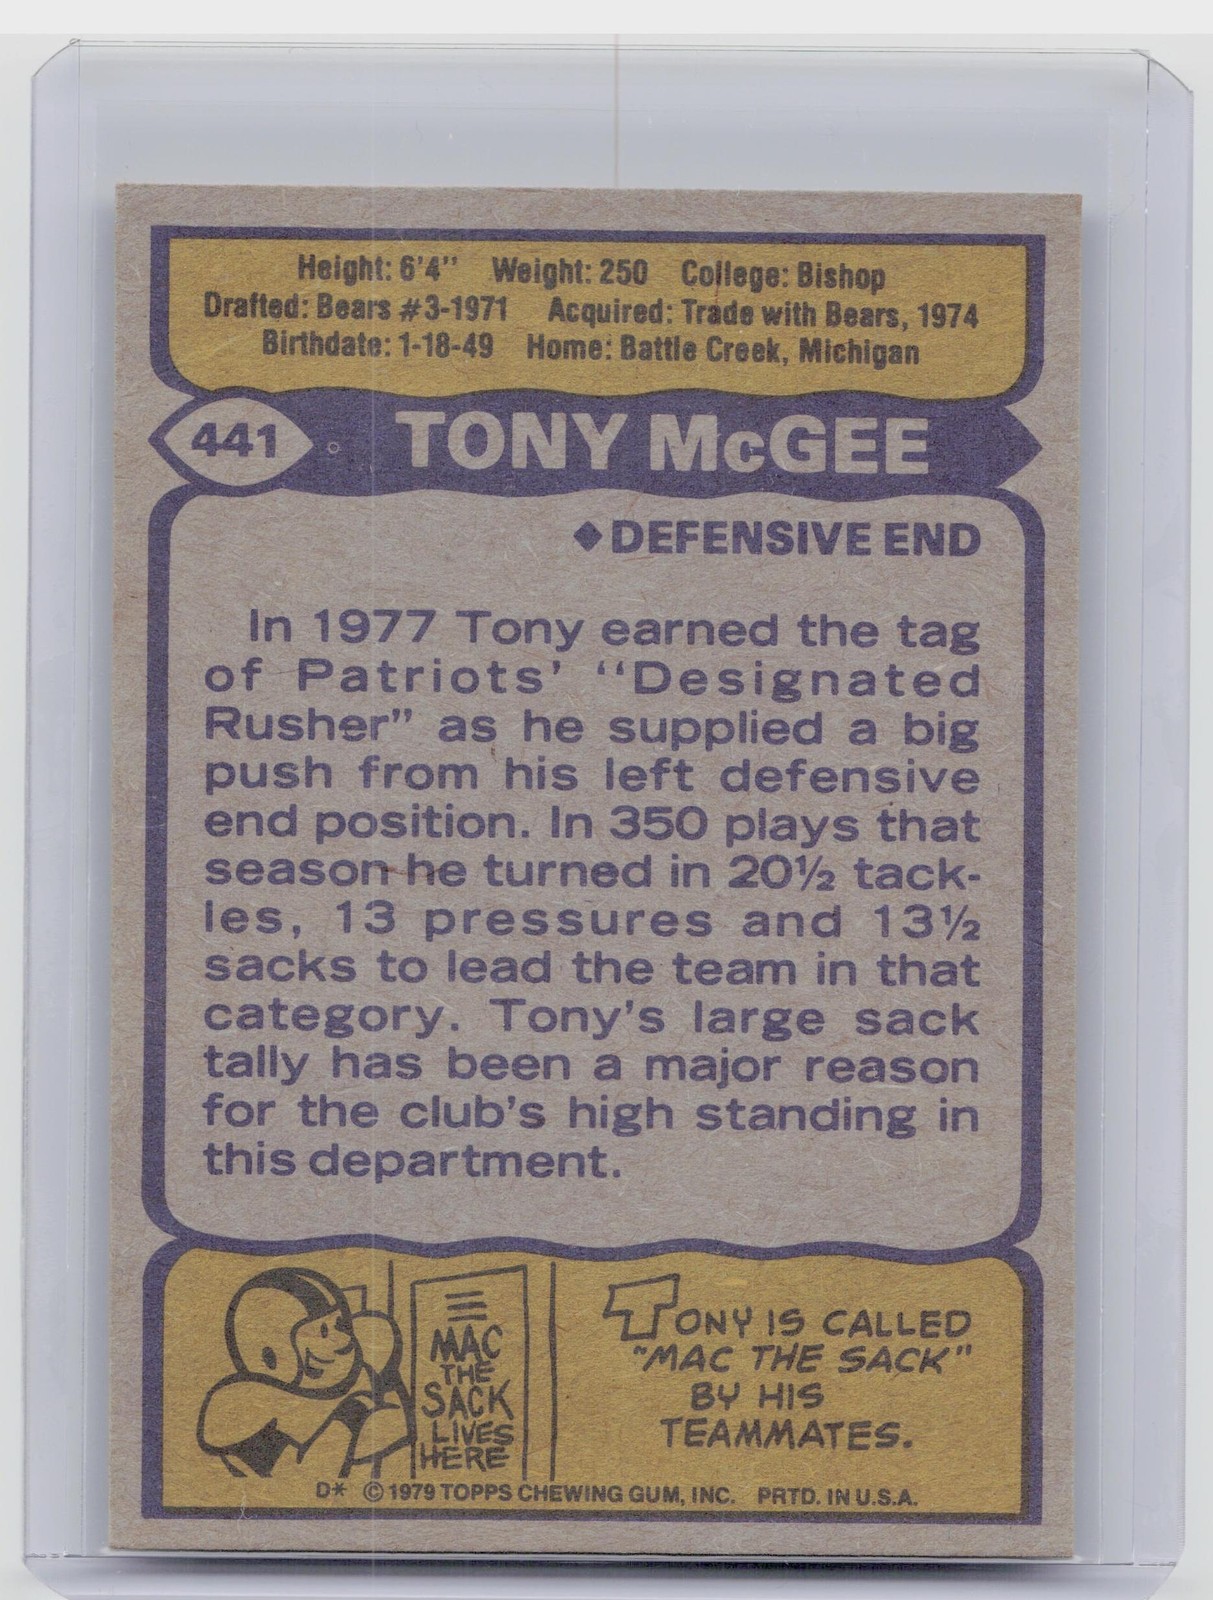 Height: 6'4" Weight: 250 College: Bishop
Drafted: Bears #3-1971 Acquired: Trade with Bears, 1974
Birthdate: 1-18-49 Home: Battle Creek, Michigan
441 TONY McGEE
◆DEFENSIVE END
In 1977 Tony earned the tag
of Patriots' "Designated
Rusher" as he supplied a big
push from his left defensive
end position. In 350 plays that
season he turned in 20½ tack-
les, 13 pressures and 13½
sacks to lead the team in that
category. Tony's large sack
tally has been a major reason
for the club's high standing in
this department.
MAC
THE
SACK
LIVES
HERE
TONY IS CALLED
"MAC THE SACK"
BY HIS
TEAMMATES.
D* © 1979 TOPPS CHEWING GUM, INC. PRTD. IN U.S.A.